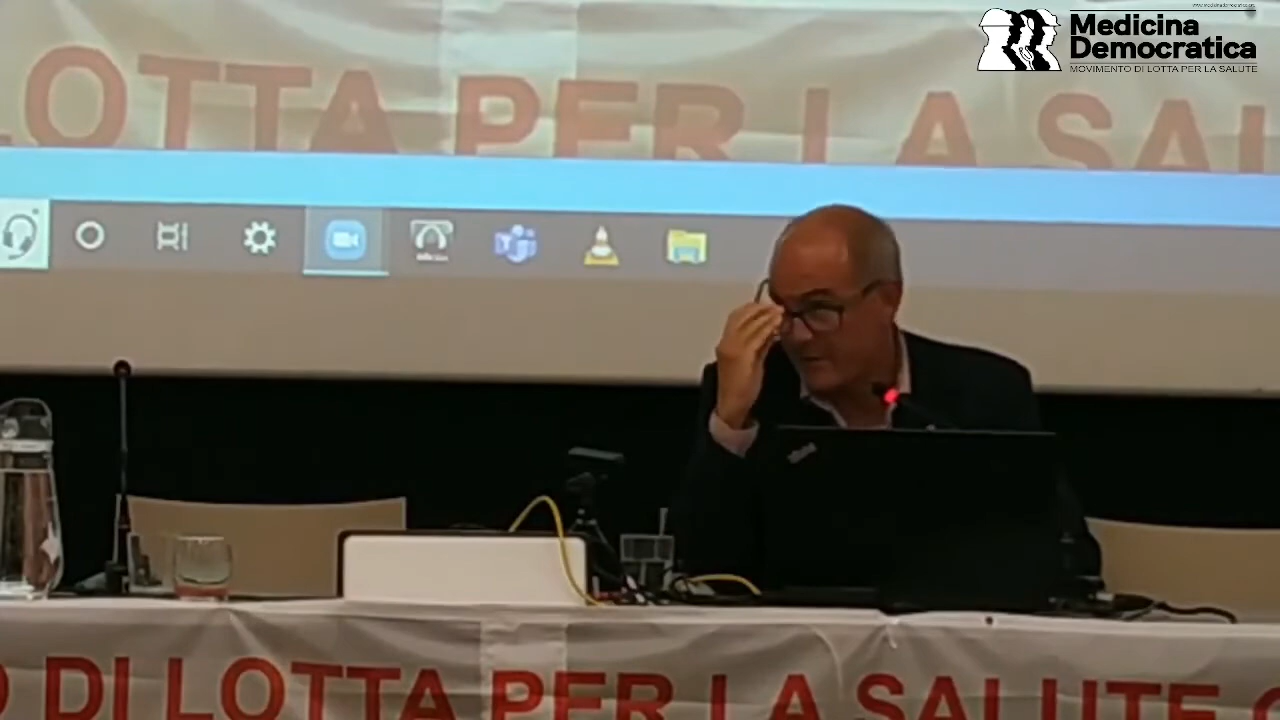 Medicina
Democratica
MOVIMENTO DI LOTTA PER LA SALUTE
LOTTA PER LA SAL
O DI LOTTA PER LA SALUTE